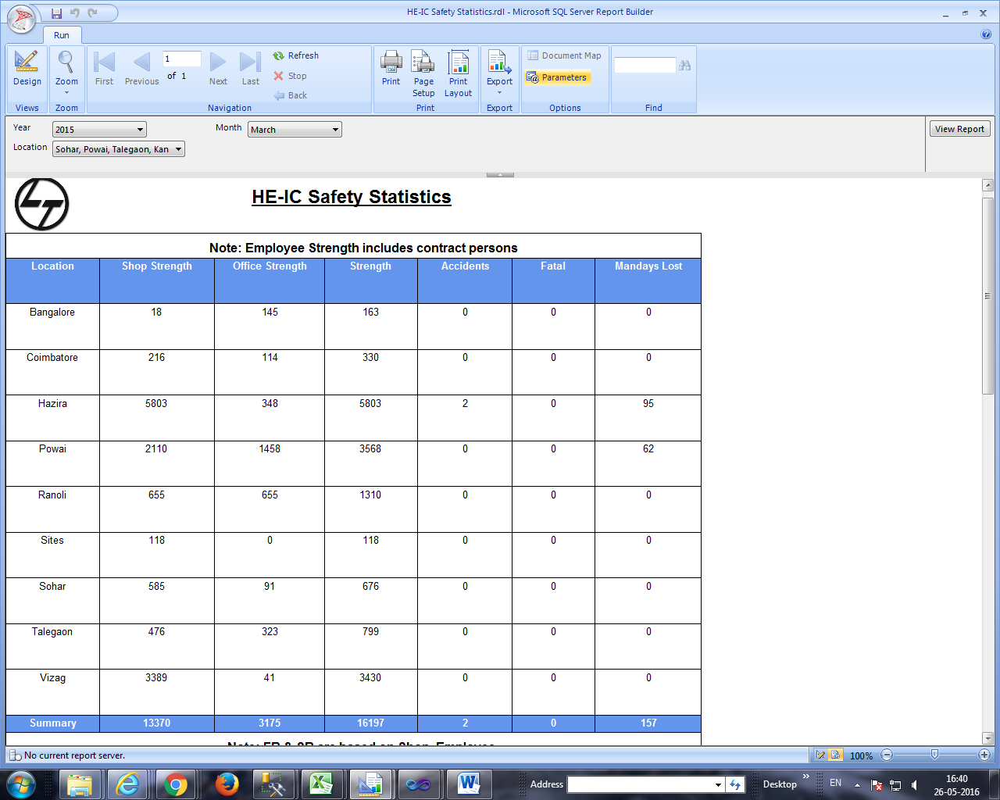 HE-IC Safety Statistics.rdl - Microsoft SQL Server Report Builder
Run
Design
Zoom
First
Previous
1
of 1
Next
Last
Refresh
Stop
Back
Print
Page Setup
Print Layout
Export
Document Map
Parameters
Views
Zoom
Navigation
Print
Export
Options
Find
Year 2015 Month March
Location Sohar, Powai, Talegaon, Kan
View Report
LT
HE-IC Safety Statistics
Note: Employee Strength includes contract persons
Location Shop Strength Office Strength Strength Accidents Fatal Mandays Lost
Bangalore 18 145 163 0 0 0
Coimbatore 216 114 330 0 0 0
Hazira 5803 348 5803 2 0 95
Powai 2110 1458 3568 0 0 62
Ranoli 655 655 1310 0 0 0
Sites 118 0 118 0 0 0
Sohar 585 91 676 0 0 0
Talegaon 476 323 799 0 0 0
Vizag 3389 41 3430 0 0 0
Summary 13370 3175 16197 2 0 157
No current report server.
100%
Address
Desktop
EN
16:40
26-05-2016